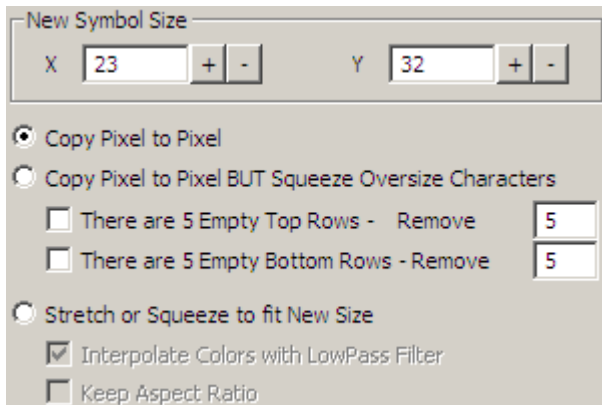 New Symbol Size
X 23 + - Y 32 + -
Copy Pixel to Pixel
Copy Pixel to Pixel BUT Squeeze Oversize Characters
There are 5 Empty Top Rows - Remove 5
There are 5 Empty Bottom Rows - Remove 5
Stretch or Squeeze to fit New Size
Interpolate Colors with LowPass Filter
Keep Aspect Ratio